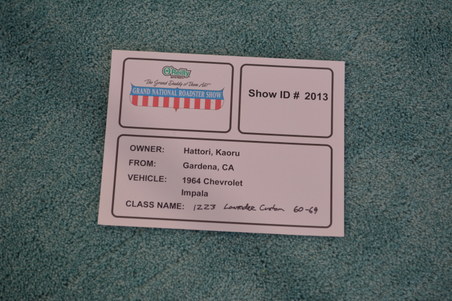 "The Grand Daddy of Them All"
GRAND NATIONAL ROADSTER SHOW
Show ID # 2013
OWNER: Hattori, Kaoru
FROM: Gardena, CA
VEHICLE: 1964 Chevrolet
Impala
CLASS NAME: 1223 Lowrider Custom 60-64